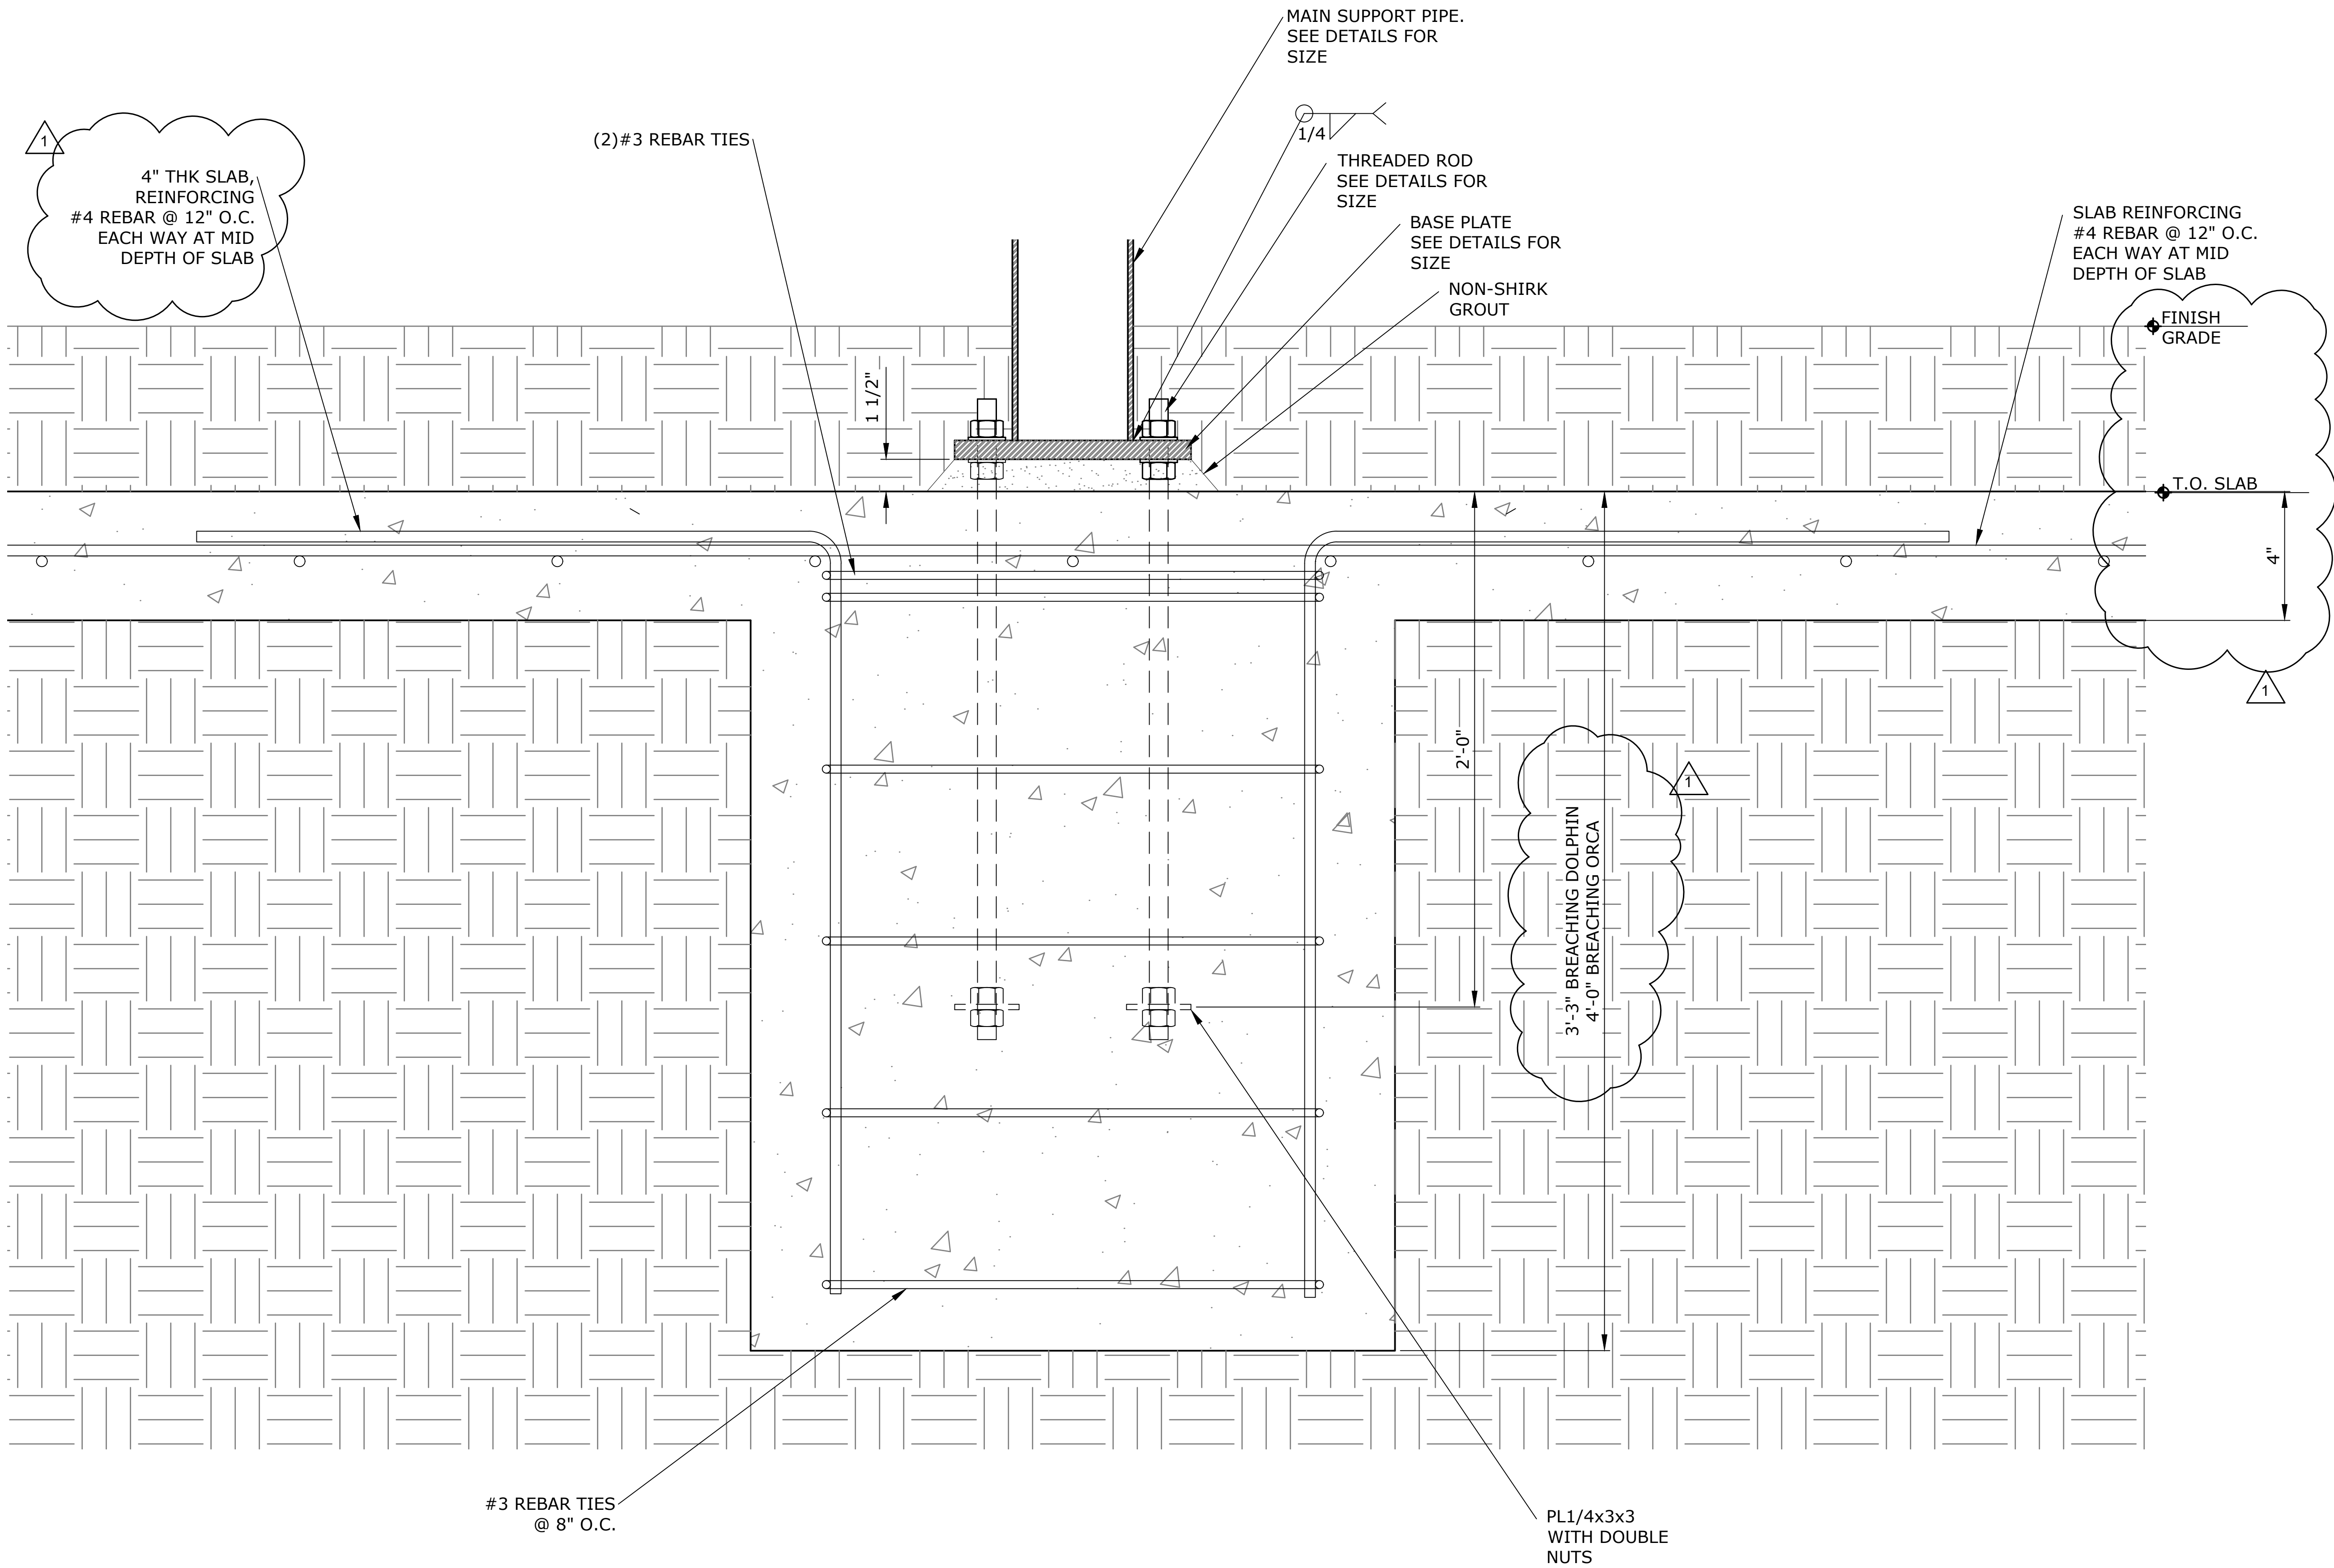 MAIN SUPPORT PIPE.
SEE DETAILS FOR
SIZE
1
4" THK SLAB,
REINFORCING
#4 REBAR @ 12" O.C.
EACH WAY AT MID
DEPTH OF SLAB
(2)#3 REBAR TIES
1/4
THREADED ROD
SEE DETAILS FOR
SIZE
BASE PLATE
SEE DETAILS FOR
SIZE
NON-SHIRK
GROUT
SLAB REINFORCING
#4 REBAR @ 12" O.C.
EACH WAY AT MID
DEPTH OF SLAB
FINISH
GRADE
1 1/2"
T.O. SLAB
4"
1
2'-0"
1
3'-3" BREACHING DOLPHIN
4'-0" BREACHING ORCA
#3 REBAR TIES
@ 8" O.C.
PL1/4x3x3
WITH DOUBLE
NUTS